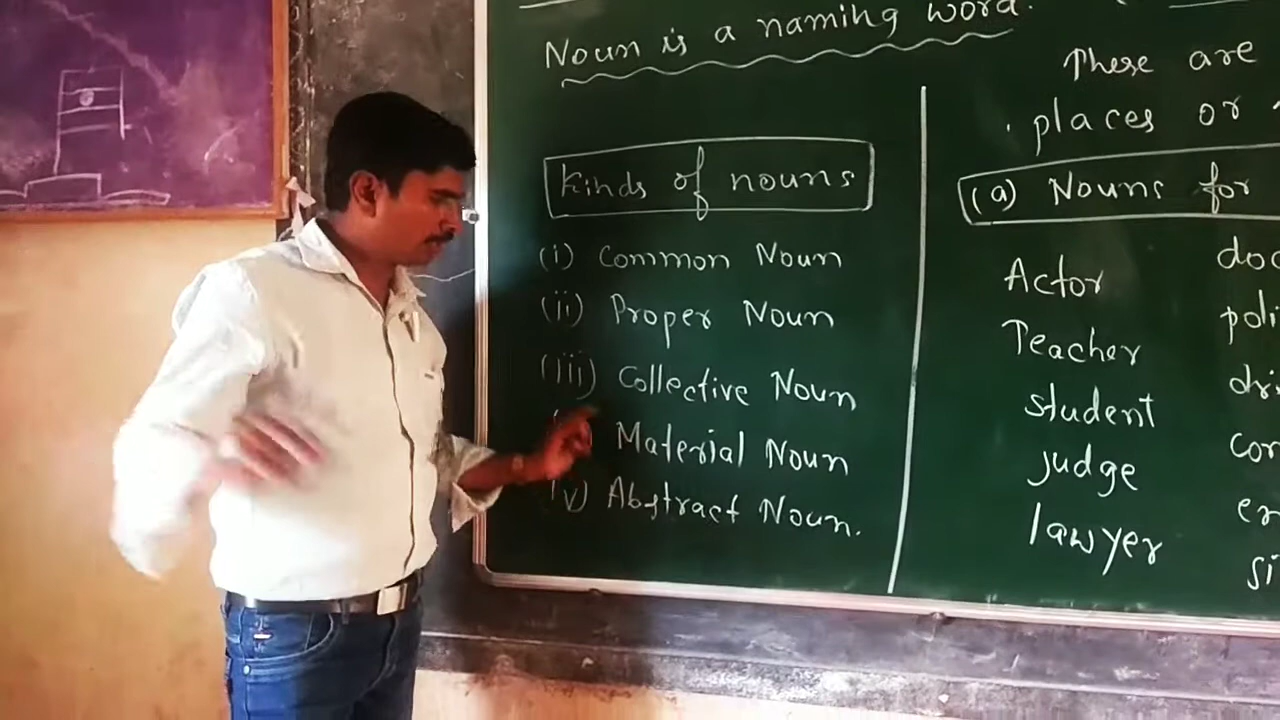 Noun is a naming word.
Kinds of nouns
(i) Common Noun
(ii) Proper Noun
(iii) Collective Noun
Material Noun
(v) Abstract Noun.
These are
places or
(a) Nouns for
Actor
Teacher
student
judge
lawyer